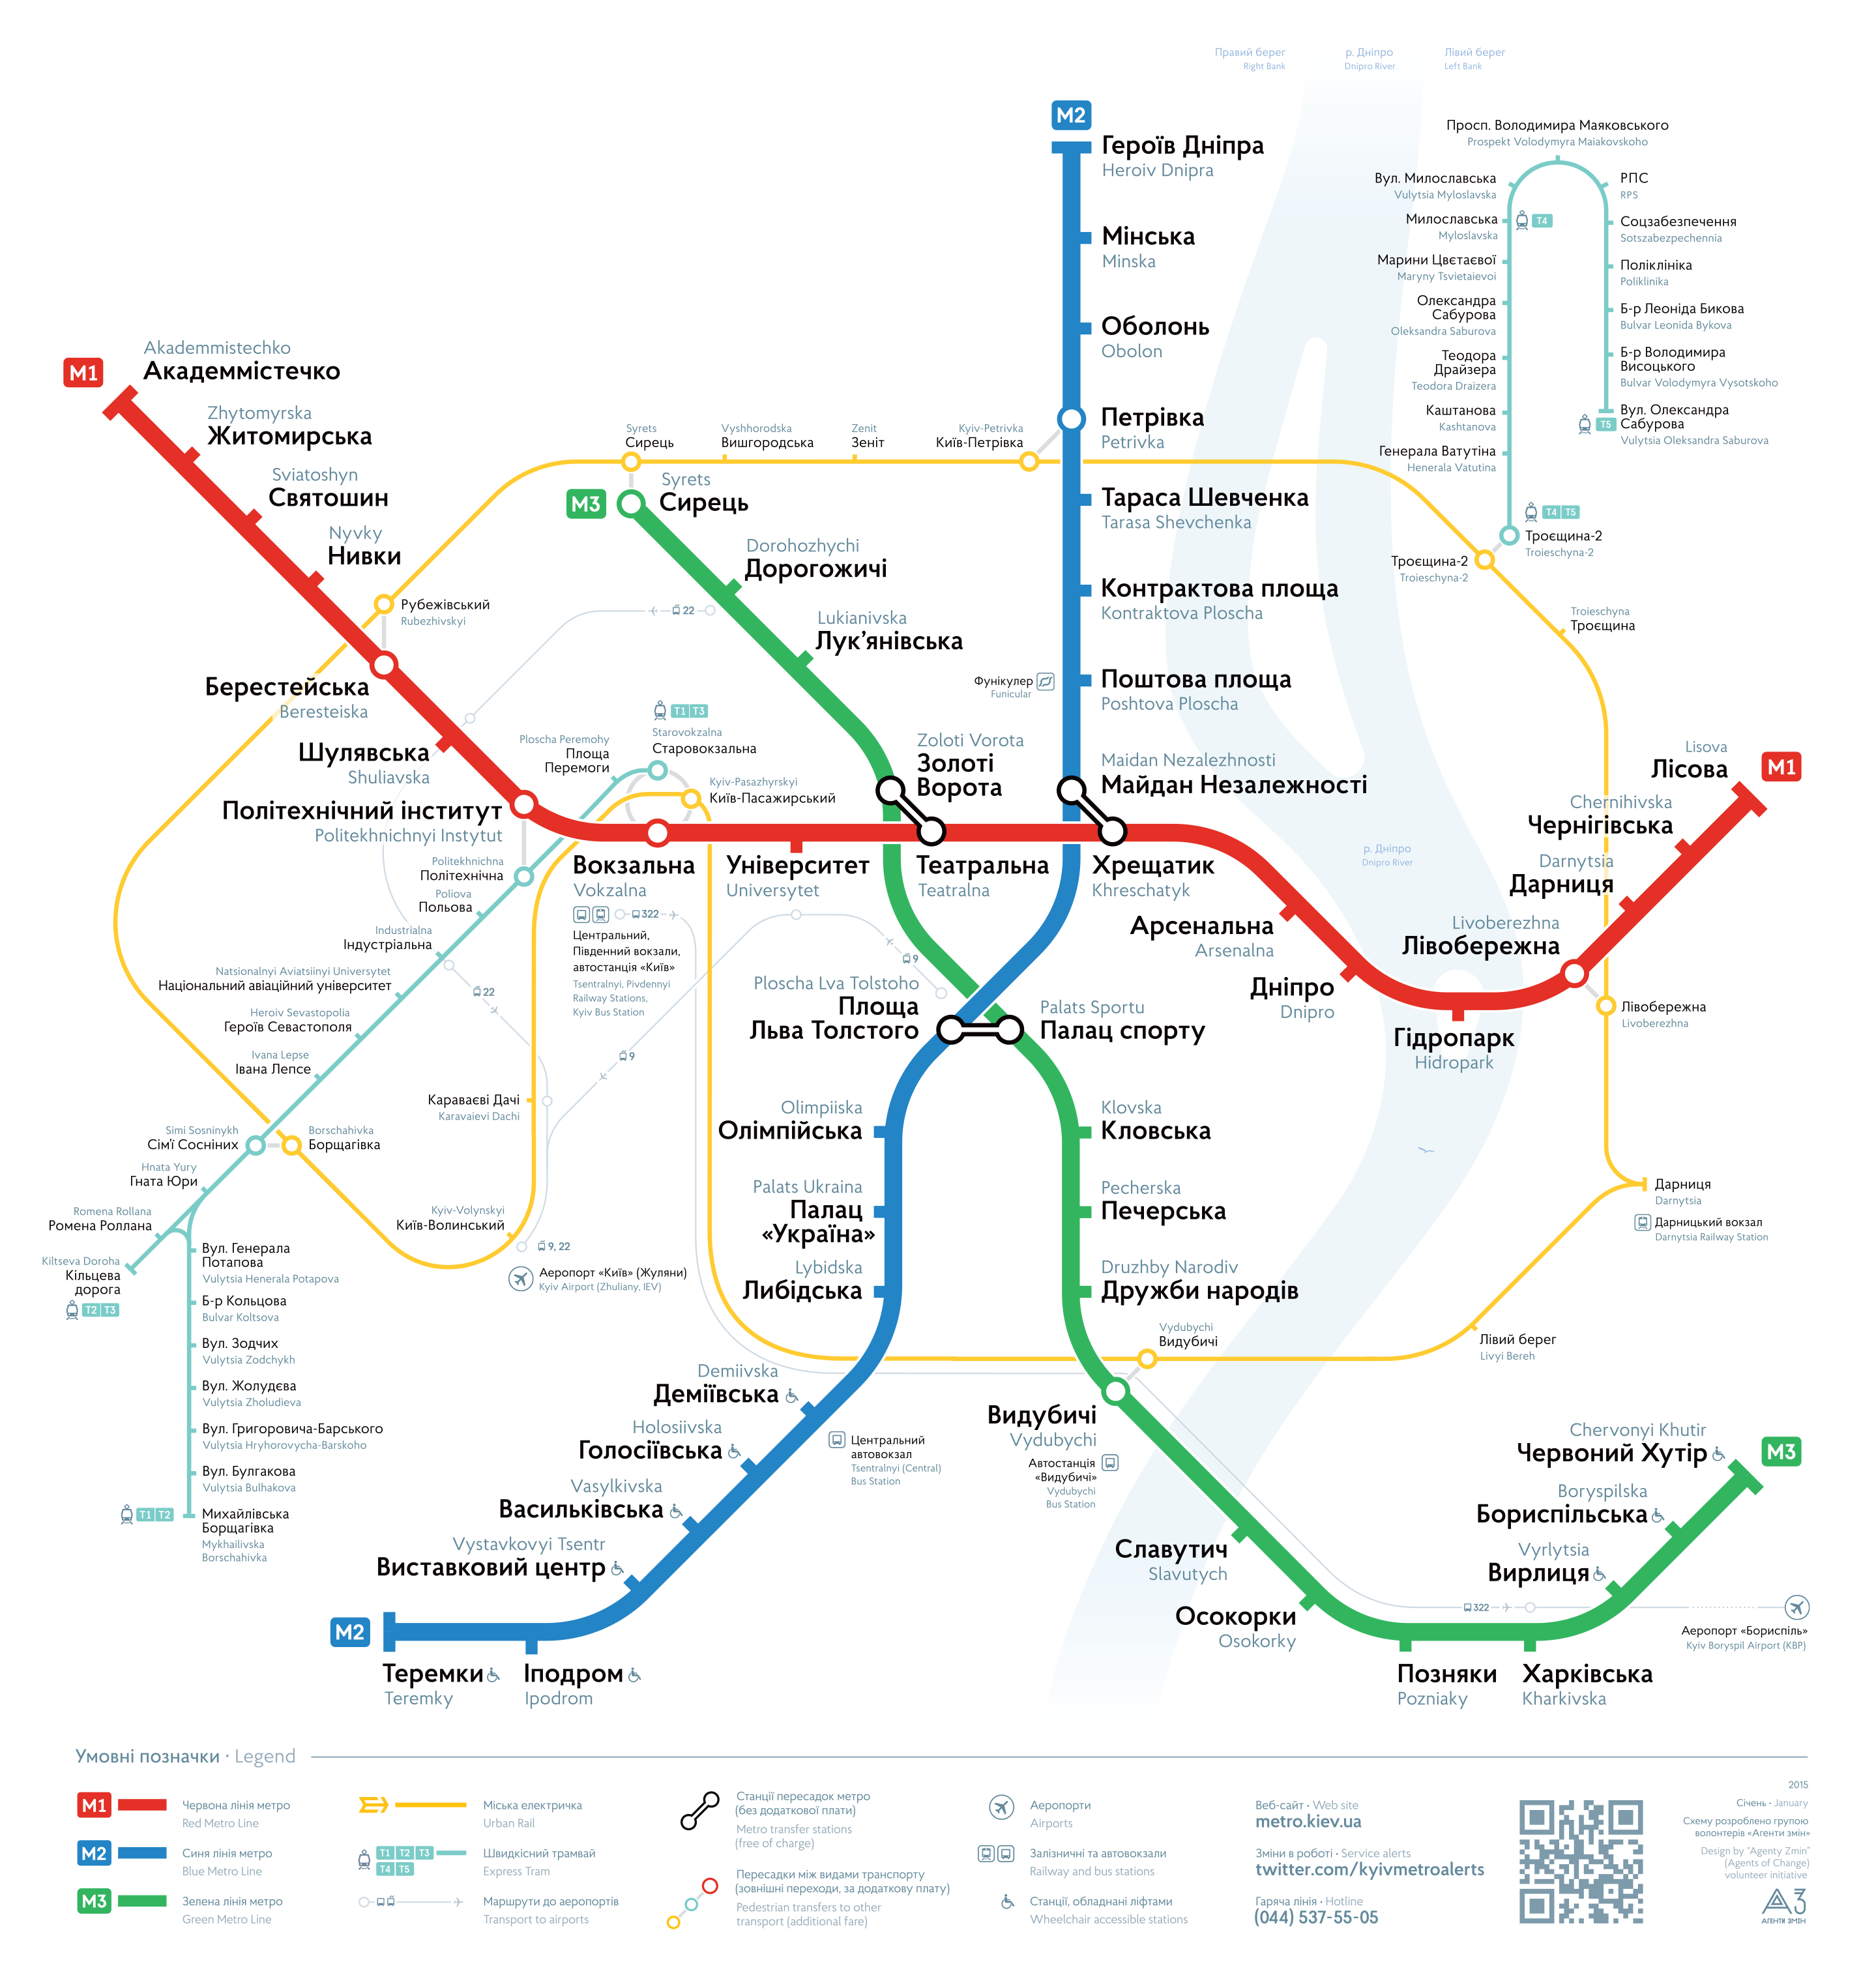 Правий берег
Right Bank
р. Дніпро
Dnipro River
Лівий берег
Left Bank
M2
Героїв Дніпра
Heroiv Dnipra
Мінська
Minska
Оболонь
Obolon
Петрівка
Petrivka
Тараса Шевченка
Tarasa Shevchenka
Контрактова площа
Kontraktova Ploscha
Фунікулер
Funicular
Поштова площа
Poshtova Ploscha
Maidan Nezalezhnosti
Майдан Незалежності
Просп. Володимира Маяковського
Prospekt Volodymyra Maiakovskoho
Вул. Милославська
Vulytsia Myloslavska
Милославська
Myloslavska
T4
Марини Цвєтаєвої
Maryny Tsvietaievoi
Олександра
Сабурова
Oleksandra Saburova
Теодора
Драйзера
Teodora Draizera
Каштанова
Kashtanova
Генерала Ватутіна
Henerala Vatutina
T4 T5
Троєщина-2
Troieschyna-2
РПС
RPS
Соцзабезпечення
Sotszabezpechennia
Поліклініка
Poliklinika
Б-р Леоніда Бикова
Bulvar Leonida Bykova
Б-р Володимира
Висоцького
Bulvar Volodymyra Vysotskoho
T5
Вул. Олександра
Сабурова
Vulytsia Oleksandra Saburova
Троєщина-2
Troieschyna-2
Troieschyna
Троєщина
M1
Akademmistechko
Академмістечко
Zhytomyrska
Житомирська
Sviatoshyn
Святошин
Nyvky
Нивки
Рубежівський
Rubezhivskyi
Берестейська
Beresteiska
Шулявська
Shuliavska
Політехнічний інститут
Politekhnichnyi Instytut
Syrets
Сирець
Vyshhorodska
Вишгородська
Zenit
Зеніт
Kyiv-Petrivka
Київ-Петрівка
M3
Syrets
Сирець
Dorohozhychi
Дорогожичі
Lukianivska
Лук’янівська
22
Zoloti Vorota
Золоті
Ворота
T1 T3
Starovokzalna
Старовокзальна
Ploscha Peremohy
Площа
Перемоги
Kyiv-Pasazhyrskyi
Київ-Пасажирський
Вокзальна
Vokzalna
322
Центральний,
Південний вокзали,
автостанція «Київ»
Tsentralnyi, Pivdennyi
Railway Stations,
Kyiv Bus Station
Університет
Universytet
Театральна
Teatralna
Хрещатик
Khreschatyk
Арсенальна
Arsenalna
Дніпро
Dnipro
р. Дніпро
Dnipro River
Гідропарк
Hidropark
Livoberezhna
Лівобережна
Darnytsia
Дарниця
Chernihivska
Чернігівська
Lisova
Лісова
M1
Лівобережна
Livoberezhna
Дарниця
Darnytsia
Дарницький вокзал
Darnytsia Railway Station
Лівий берег
Livyi Bereh
Politekhnichna
Політехнічна
Poliova
Польова
Industrialna
Індустріальна
Natsionalnyi Aviatsiinyi Universytet
Національний авіаційний університет
Heroiv Sevastopolia
Героїв Севастополя
Ivana Lepse
Івана Лепсе
Simi Sosninykh
Сім’ї Сосніних
Borschahivka
Борщагівка
Hnata Yury
Гната Юри
Romena Rollana
Ромена Роллана
Kiltseva Doroha
Кільцева
дорога
T2 T3
Вул. Генерала
Потапова
Vulytsia Henerala Potapova
Б-р Кольцова
Bulvar Koltsova
Вул. Зодчих
Vulytsia Zodchykh
Вул. Жолудєва
Vulytsia Zholudieva
Вул. Григоровича-Барського
Vulytsia Hryhorovycha-Barskoho
Вул. Булгакова
Vulytsia Bulhakova
T1 T2
Михайлівська
Борщагівка
Mykhailivska
Borschahivka
22
9
9
Караваєві Дачі
Karavaievi Dachi
Kyiv-Volynskyi
Київ-Волинський
9, 22
Аеропорт «Київ» (Жуляни)
Kyiv Airport (Zhuliany, IEV)
Ploscha Lva Tolstoho
Площа
Льва Толстого
Palats Sportu
Палац спорту
Olimpiiska
Олімпійська
Palats Ukraina
Палац
«Україна»
Lybidska
Либідська
Demiivska
Деміївська
Holosiivska
Голосіївська
Vasylkivska
Васильківська
Vystavkovyi Tsentr
Виставковий центр
M2
Теремки
Teremky
Іподром
Ipodrom
Центральний
автовокзал
Tsentralnyi (Central)
Bus Station
Klovska
Кловська
Pecherska
Печерська
Druzhby Narodiv
Дружби народів
Vydubychi
Видубичі
Видубичі
Vydubychi
Автостанція
«Видубичі»
Vydubychi
Bus Station
Славутич
Slavutych
Осокорки
Osokorky
Позняки
Pozniaky
Харківська
Kharkivska
Vyrlytsia
Вирлиця
Boryspilska
Бориспільська
Chervonyi Khutir
Червоний Хутір
M3
322
Аеропорт «Бориспіль»
Kyiv Boryspil Airport (KBP)
Умовні позначки · Legend
M1
Червона лінія метро
Red Metro Line
M2
Синя лінія метро
Blue Metro Line
M3
Зелена лінія метро
Green Metro Line
Міська електричка
Urban Rail
T1 T2 T3
T4 T5
Швидкісний трамвай
Express Tram
Маршрути до аеропортів
Transport to airports
Станції пересадок метро
(без додаткової плати)
Metro transfer stations
(free of charge)
Пересадки між видами транспорту
(зовнішні переходи, за додаткову плату)
Pedestrian transfers to other
transport (additional fare)
Аеропорти
Airports
Залізничні та автовокзали
Railway and bus stations
Станції, обладнані ліфтами
Wheelchair accessible stations
Веб-сайт · Web site
metro.kiev.ua
Зміни в роботі · Service alerts
twitter.com/kyivmetroalerts
Гаряча лінія · Hotline
(044) 537-55-05
2015
Січень · January
Схему розроблено групою
волонтерів «Агенти змін»
Design by “Agenty Zmin”
(Agents of Change)
volunteer initiative
АГЕНТИ ЗМІН